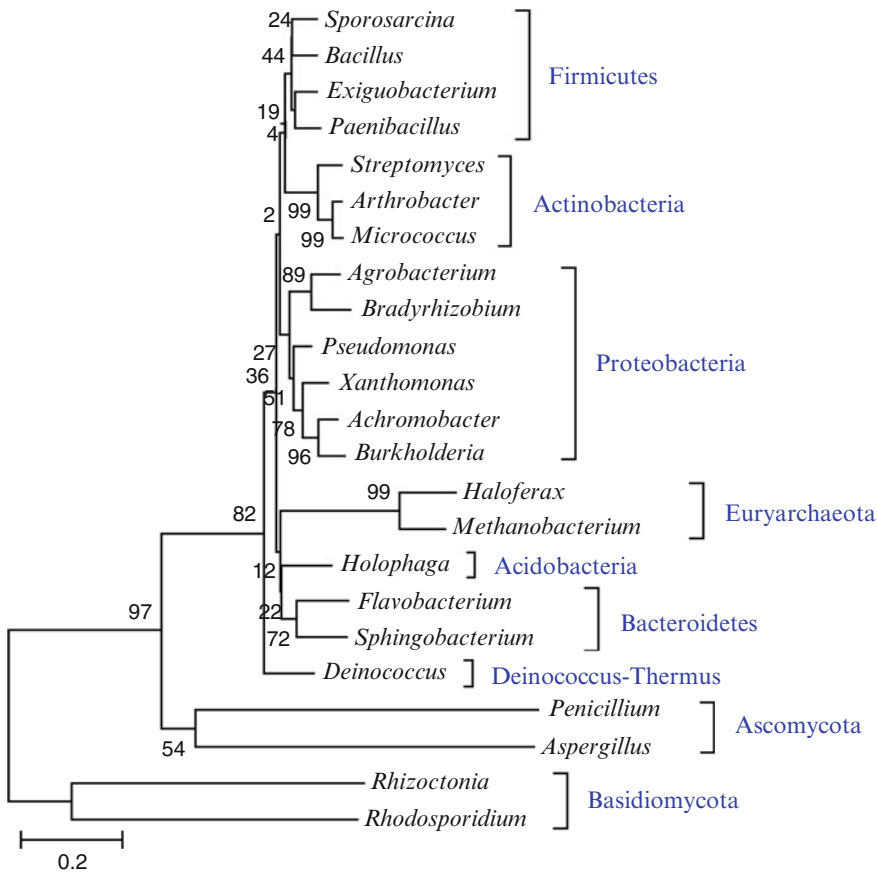 24 Sporosarcina
44 Bacillus
Firmicutes
Exiguobacterium
19
Paenibacillus
4
Streptomyces
Arthrobacter
Actinobacteria
99
2
Micrococcus
99
89 Agrobacterium
Bradyrhizobium
Pseudomonas
27
Proteobacteria
36
Xanthomonas
51
Achromobacter
78
Burkholderia
96
99 Haloferax
82
Euryarchaeota
Methanobacterium
Holophaga
Acidobacteria
12
Flavobacterium
97
22
Bacteroidetes
72 Sphingobacterium
Deinococcus
Deinococcus-Thermus
Penicillium
Ascomycota
54
Aspergillus
Rhizoctonia
Basidiomycota
Rhodosporidium
0.2